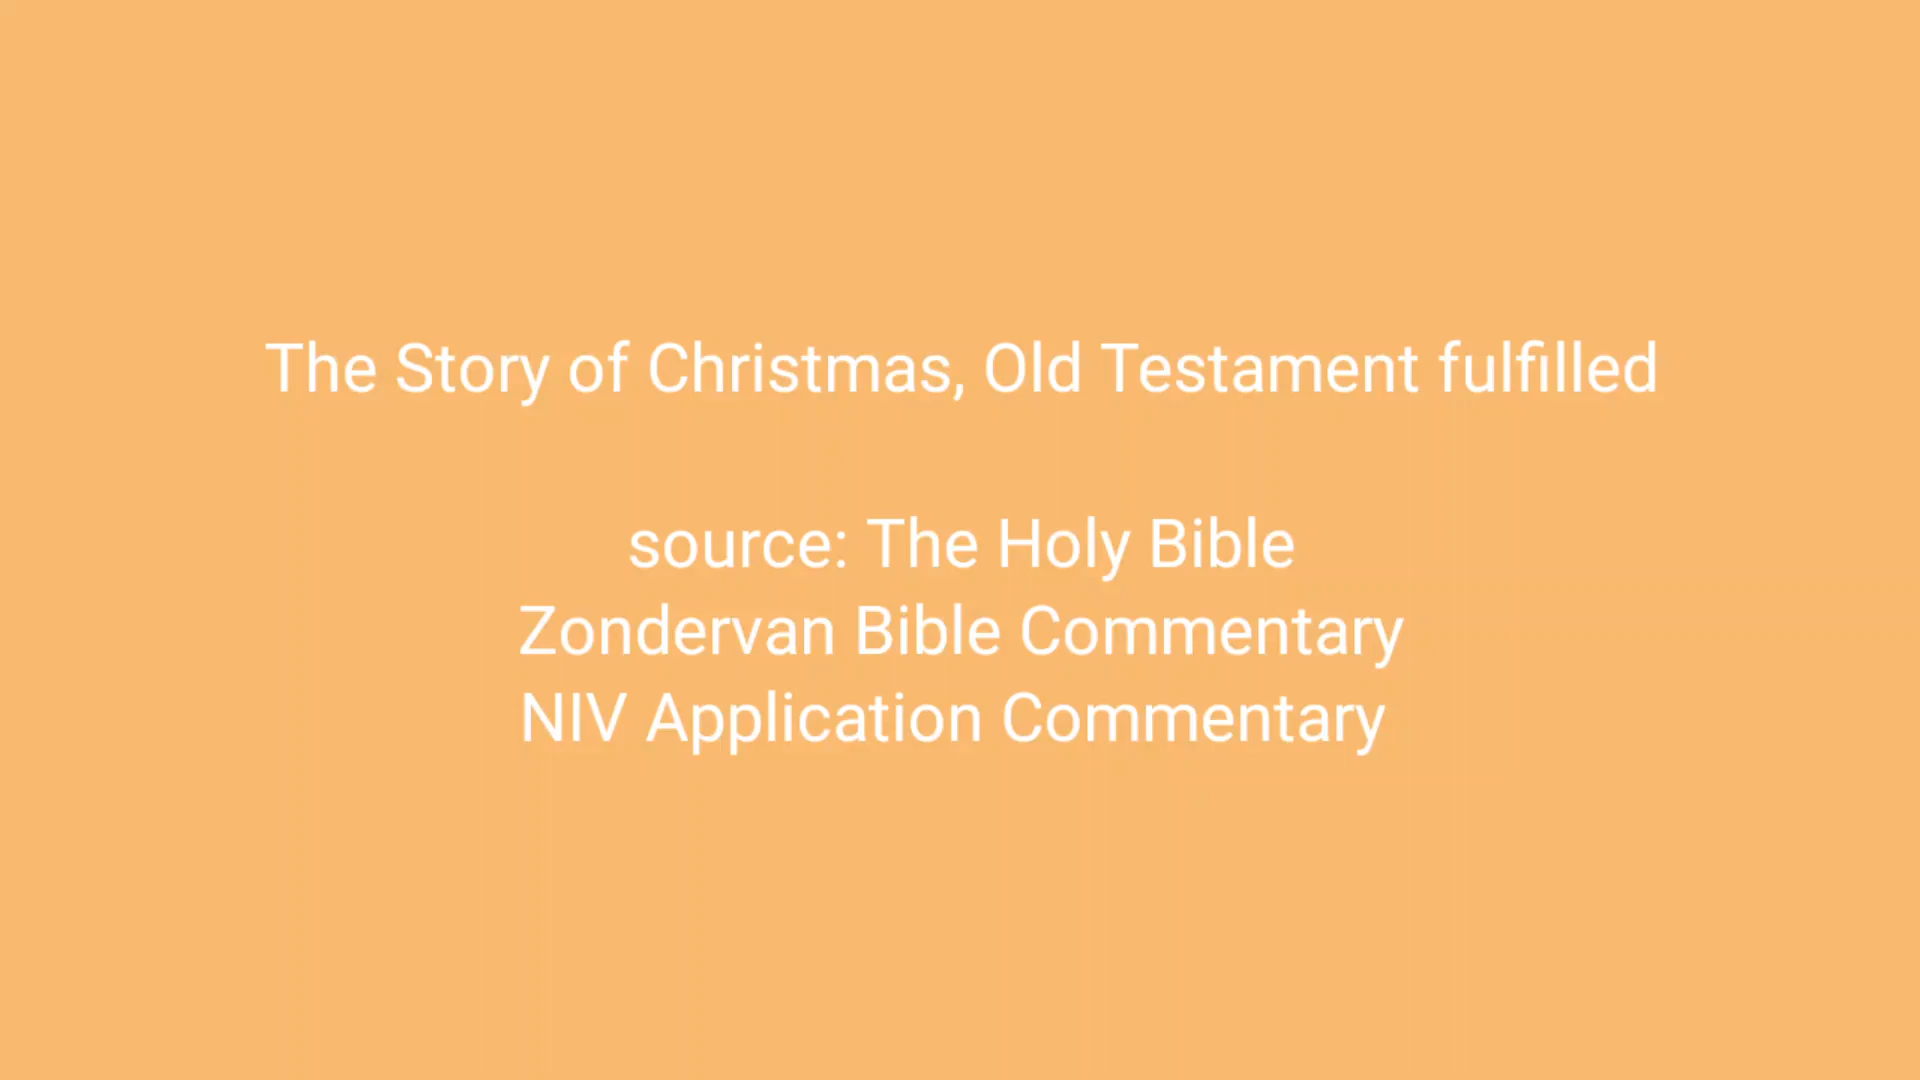 The Story of Christmas, Old Testament fulfilled
source: The Holy Bible
Zondervan Bible Commentary
NIV Application Commentary